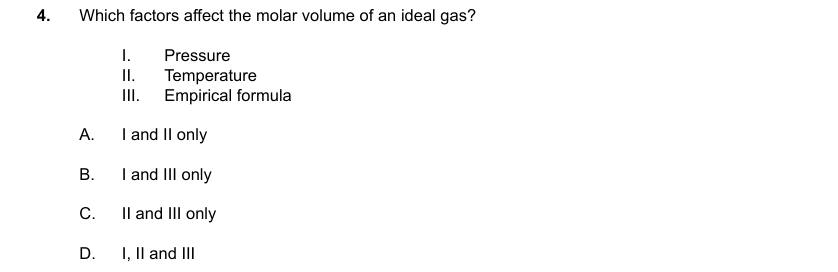 4. Which factors affect the molar volume of an ideal gas?
I. Pressure
II. Temperature
III. Empirical formula
A. I and II only
B. I and III only
C. II and III only
D. I, II and III